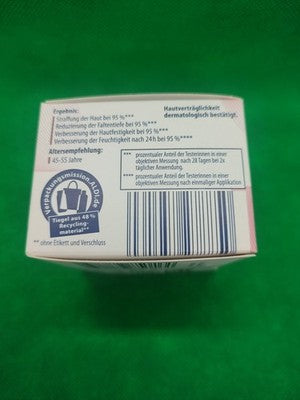 Ergebnis:
Straffung der Haut bei 95 %***
Reduzierung der Faltentiefe bei 95 %***
Verbesserung der Hautfestigkeit bei 95 %***
Verbesserung der Feuchtigkeit nach 24h bei 95 %****
Altersempfehlung:
45-55 Jahre
Hautverträglichkeit
dermatologisch bestätigt.
*** prozentualer Anteil der Testerinnen in einer
objektiven Messung nach 28 Tagen bei 2x
täglicher Anwendung.
**** prozentualer Anteil der Testerinnen in einer
objektiven Messung nach einmaliger Applikation
Verpackungsmission.ALDI.de
Tiegel aus 48 %
Recycling-
material**
** ohne Etikett und Verschluss